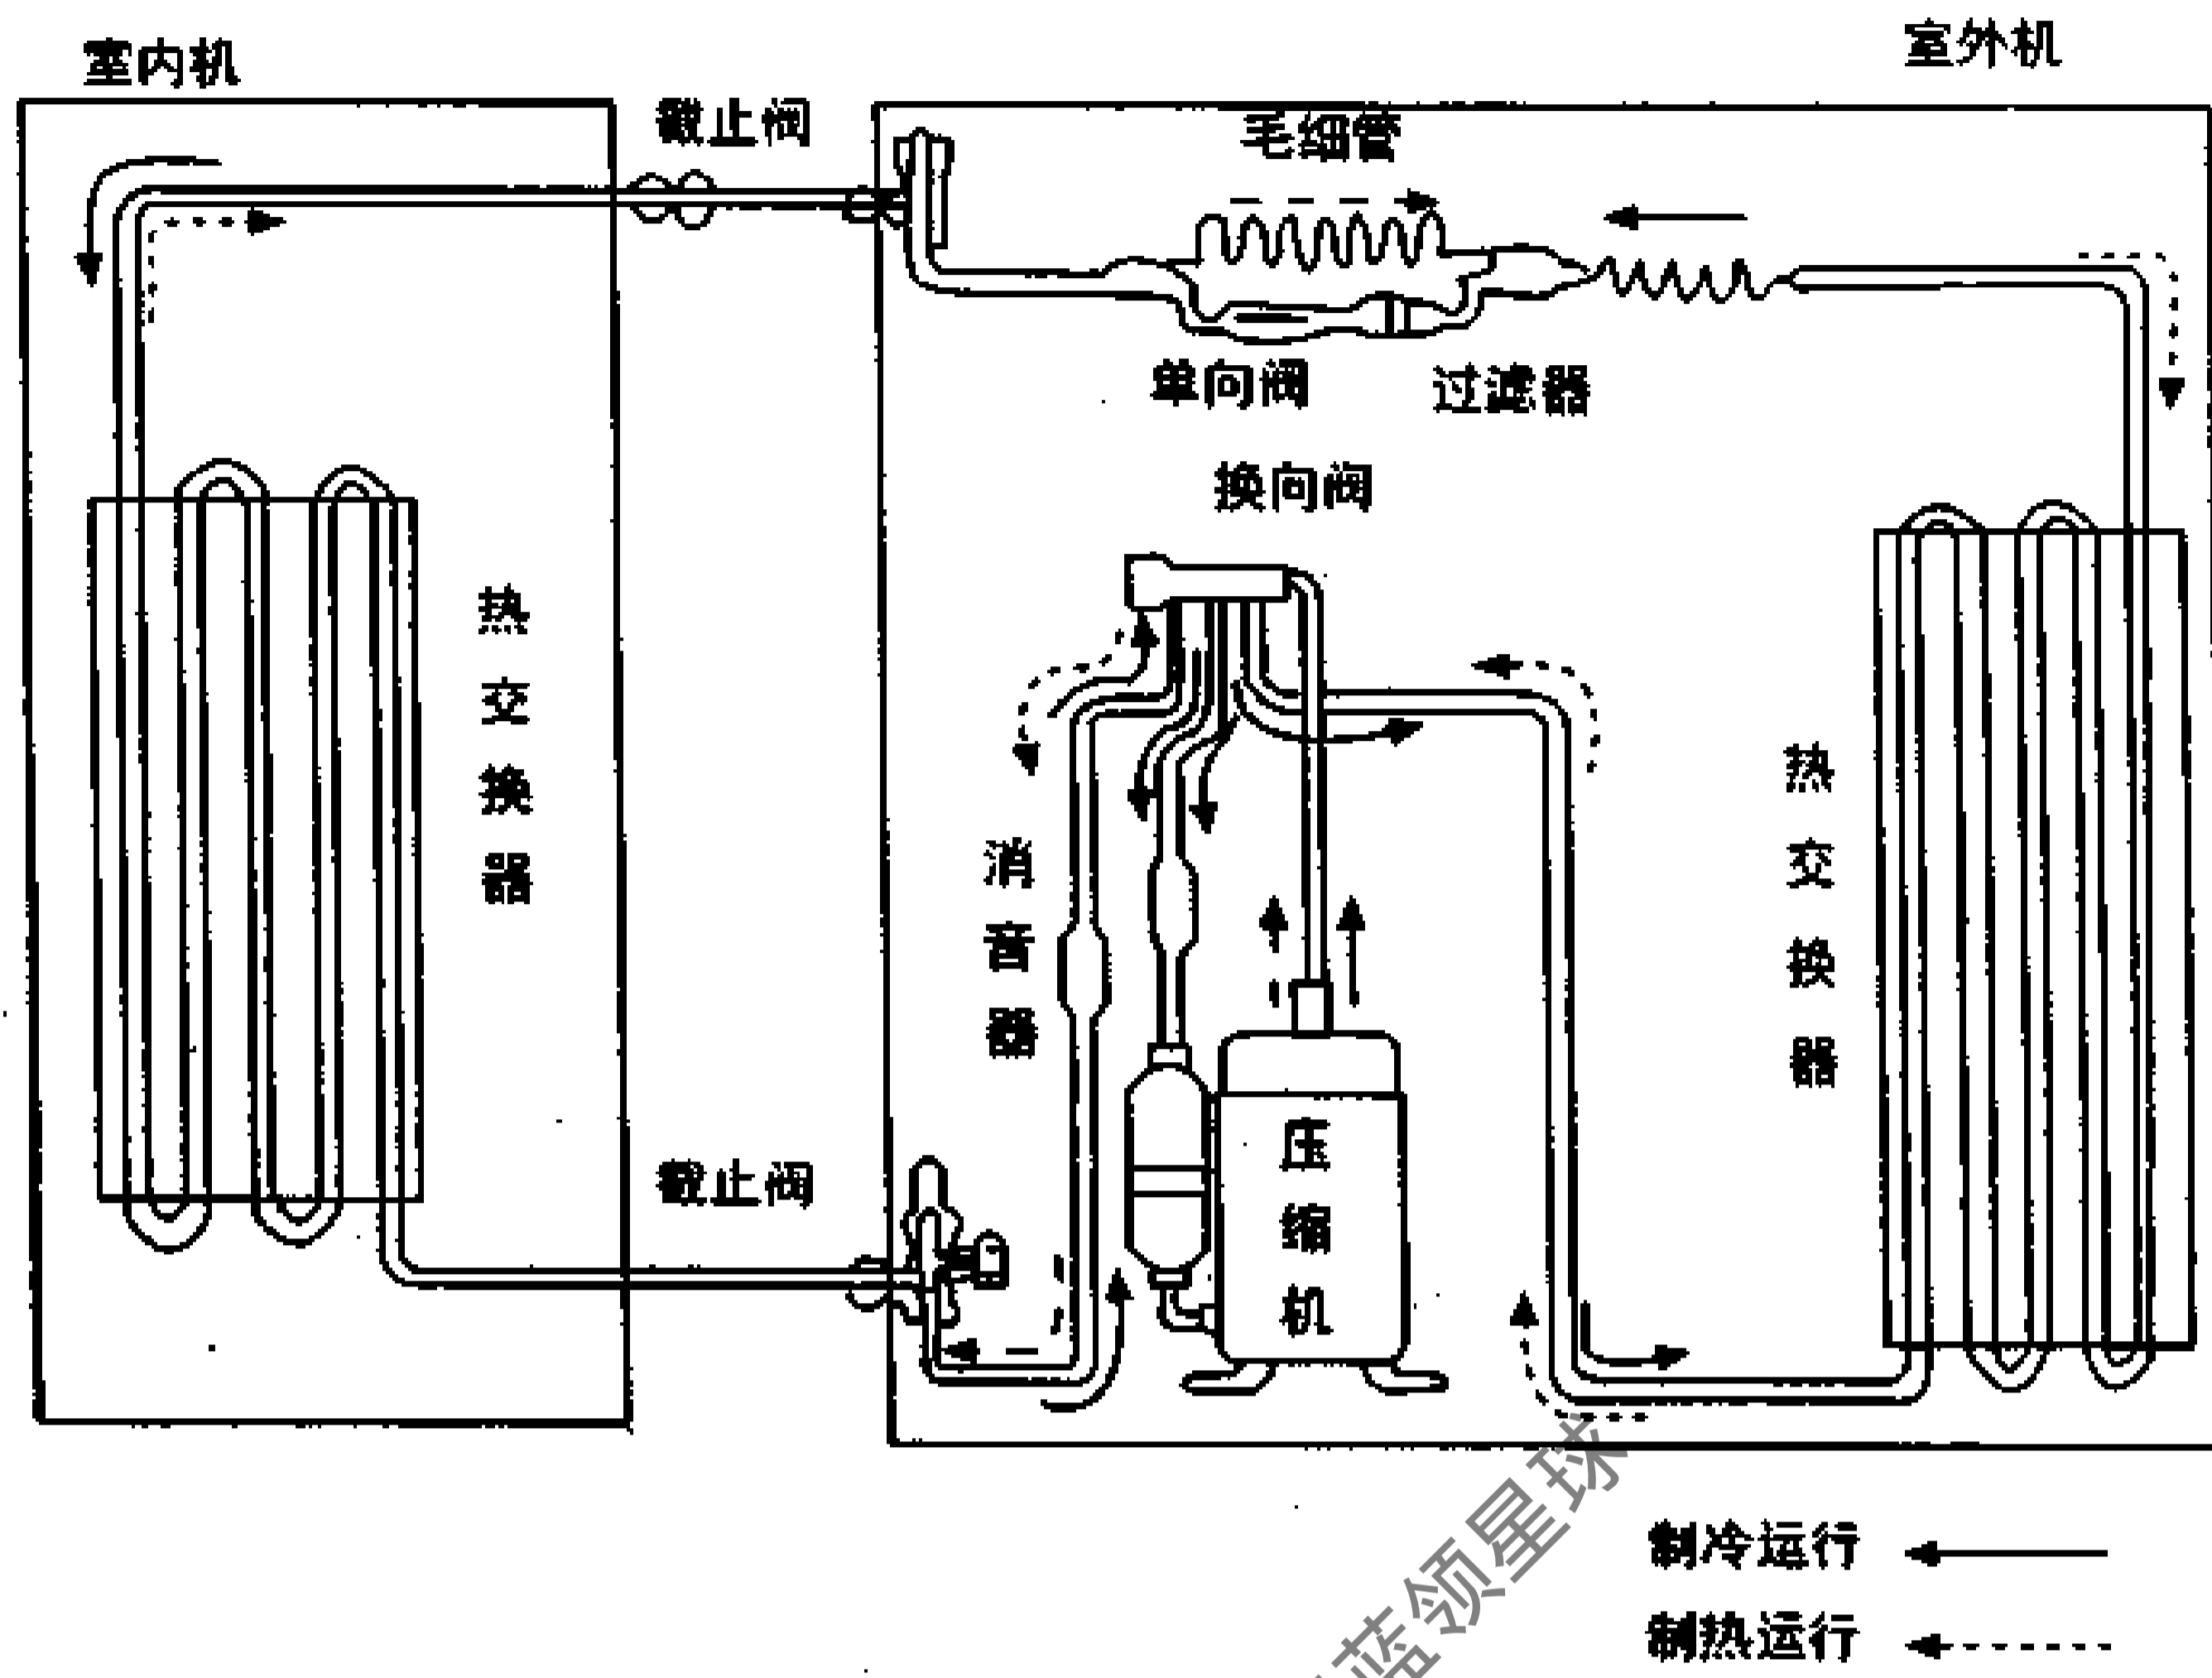 室内机
室外机
截止阀
毛细管
单向阀
过滤器
换向阀
热交换器
消音器
热交换器
压缩机
截止阀
制冷运行
制热运行
蓝领星球